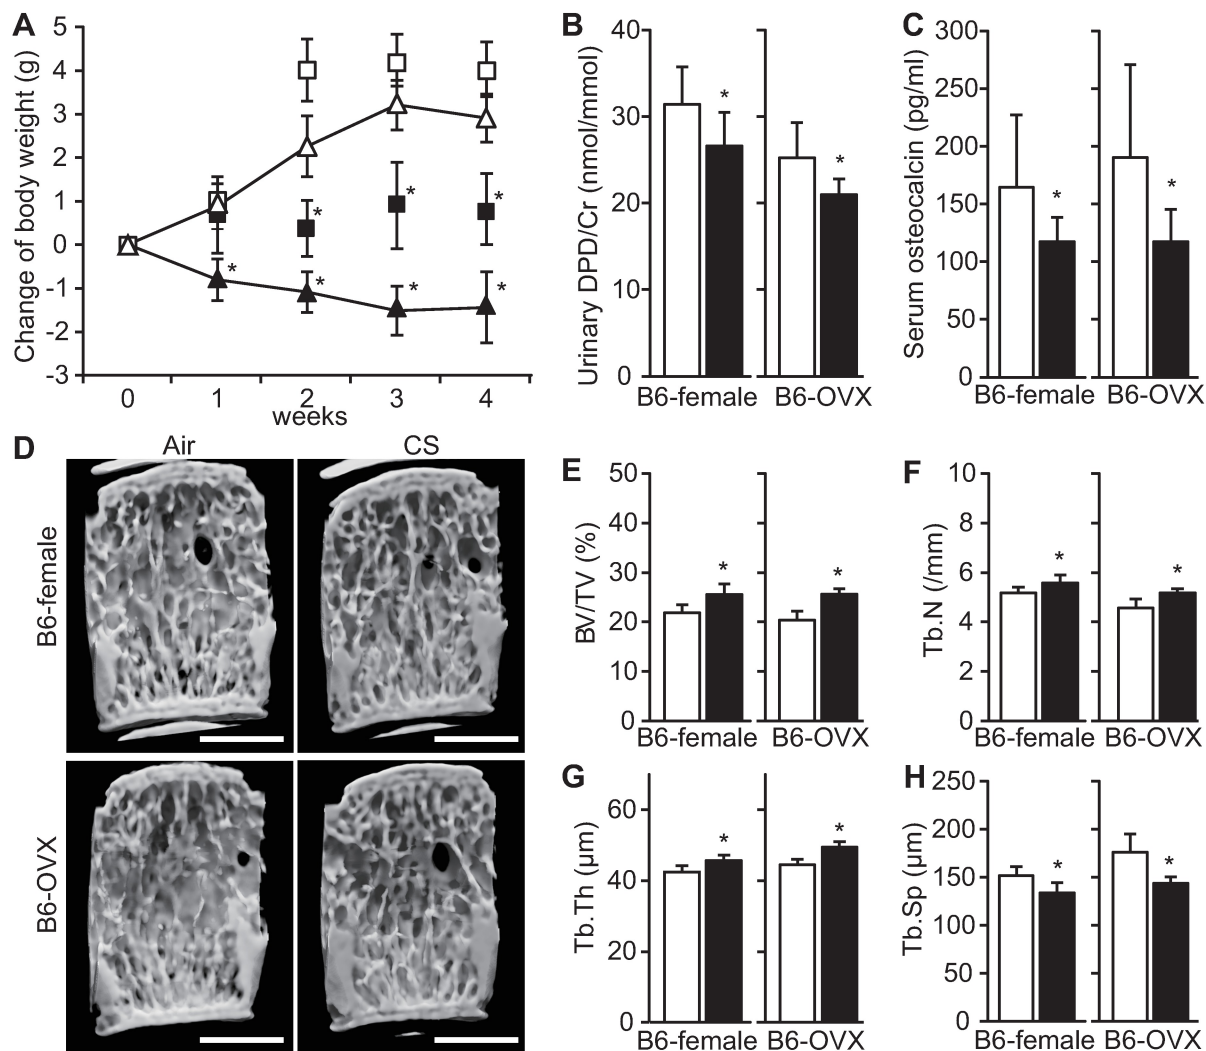 A
Change of body weight (g)
5
4
3
2
1
0
-1
-2
-3
*
*
*
*
*
*
*
0 1 2 3 4
weeks
B
Urinary DPD/Cr (nmol/mmol)
40
30
20
10
0
*
*
B6-female B6-OVX
C
Serum osteocalcin (pg/ml)
300
250
200
150
100
50
0
*
*
B6-female B6-OVX
D
Air CS
B6-female
B6-OVX
E
BV/TV (%)
50
40
30
20
10
0
*
*
B6-female B6-OVX
F
Tb.N (/mm)
10
8
6
4
2
0
*
*
B6-female B6-OVX
G
Tb.Th (μm)
60
40
20
0
*
*
B6-female B6-OVX
H
Tb.Sp (μm)
250
200
150
100
50
0
*
*
B6-female B6-OVX